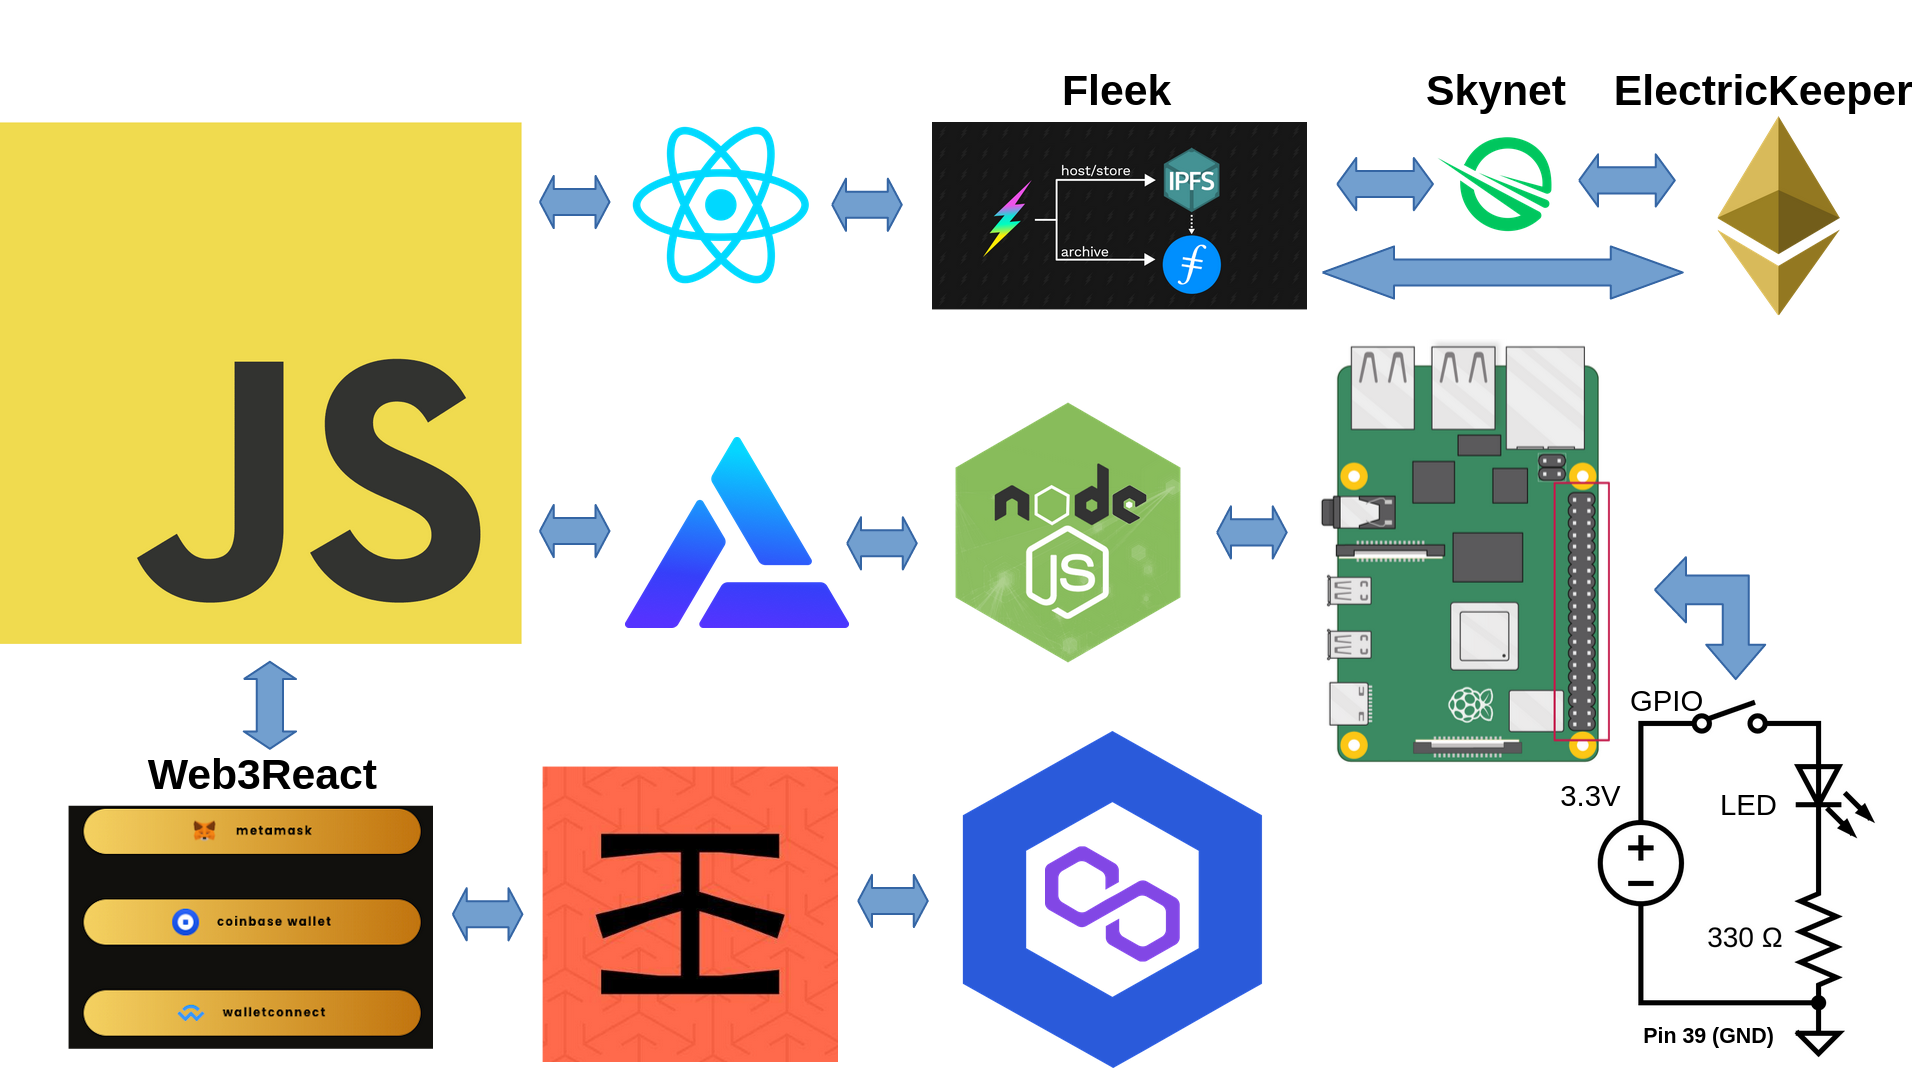 Fleek
Skynet
ElectricKeeper
host/store
IPFS
archive
JS
node
JS
GPIO
3.3V
LED
Web3React
metamask
coinbase wallet
walletconnect
330 Ω
Pin 39 (GND)